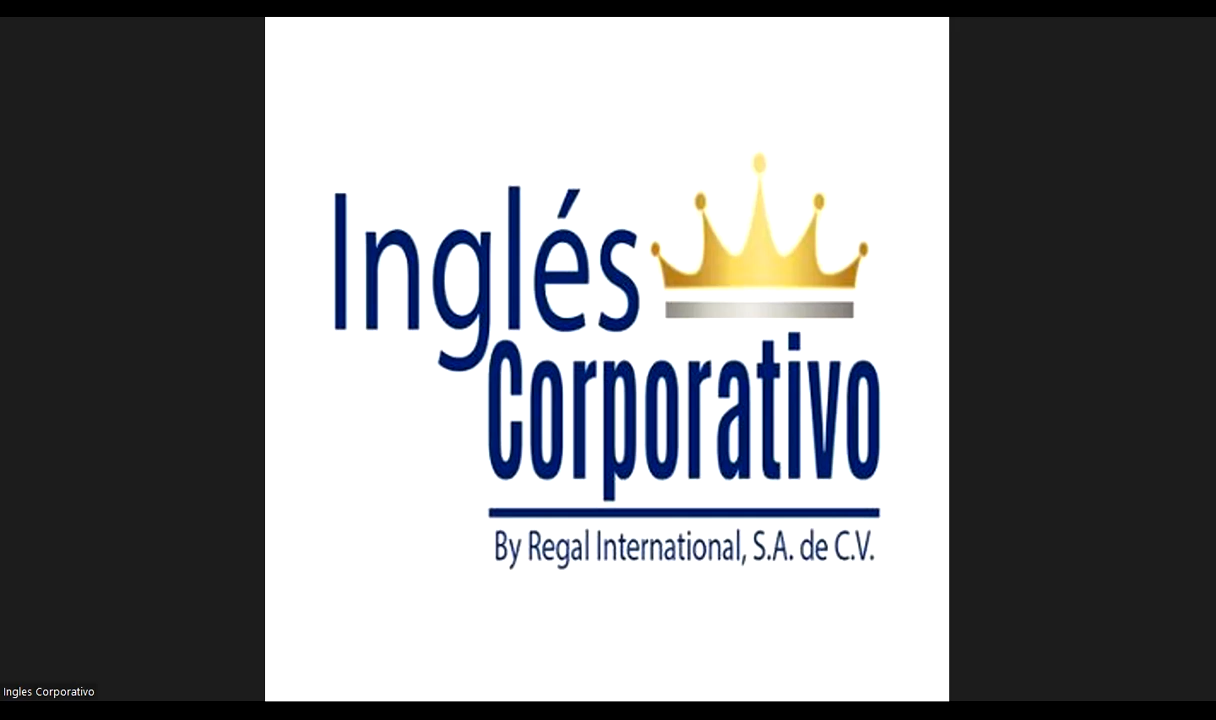 Inglés
Corporativo
By Regal International, S.A. de C.V.
Ingles Corporativo